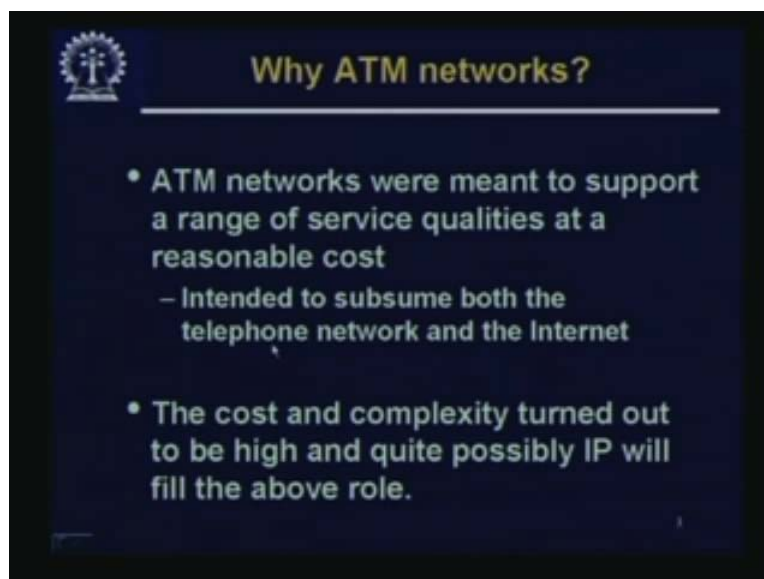 Why ATM networks?
• ATM networks were meant to support
a range of service qualities at a
reasonable cost
– Intended to subsume both the
telephone network and the Internet
• The cost and complexity turned out
to be high and quite possibly IP will
fill the above role.